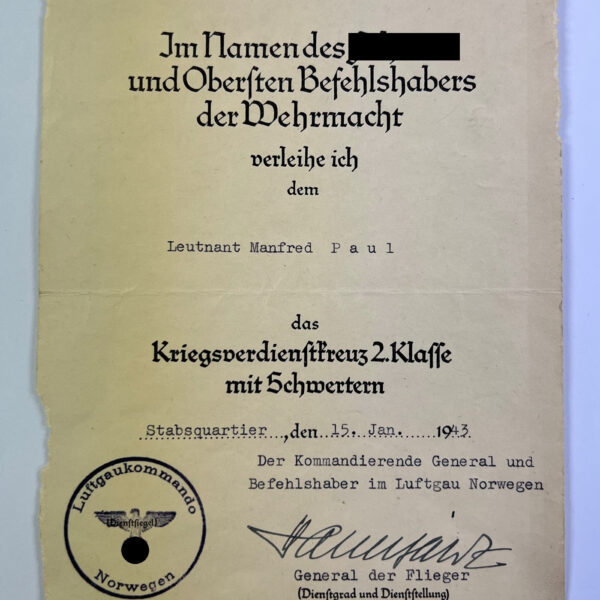 Im Namen des
und Oberſten Befehlshabers
der Wehrmacht
verleihe ich
dem
Leutnant Manfred P a u l
das
Kriegsverdienſtkreuz 2.Klaſſe
mit Schwertern
Stabsquartier ,den 15. Jan. 1943
Der Kommandierende General und
Befehlshaber im Luftgau Norwegen
Luftgaukommando
(Dienſtſiegel)
Norwegen
General der Flieger
(Dienſtgrad und Dienſtſtellung)